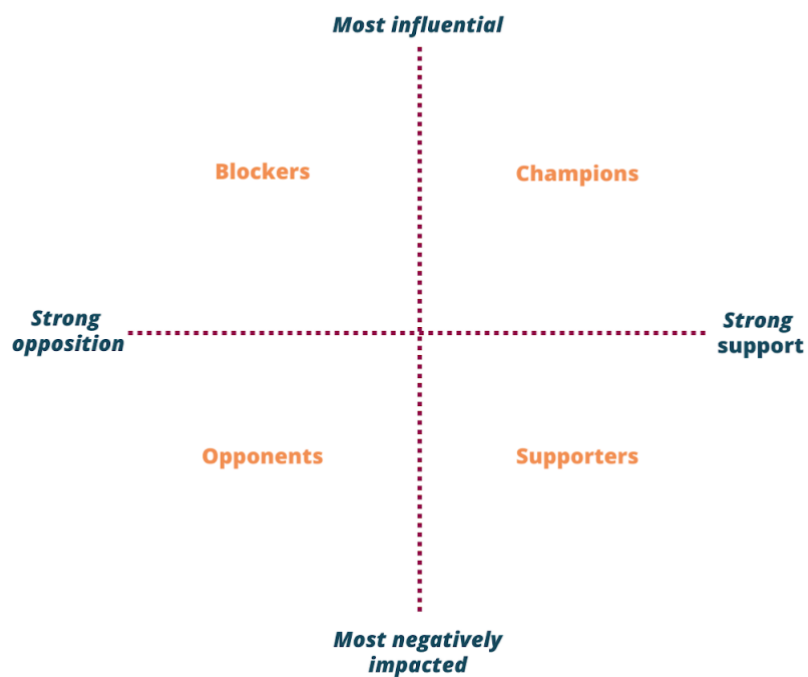 Most influential
Blockers
Champions
Strong
opposition
Strong
support
Opponents
Supporters
Most negatively
impacted